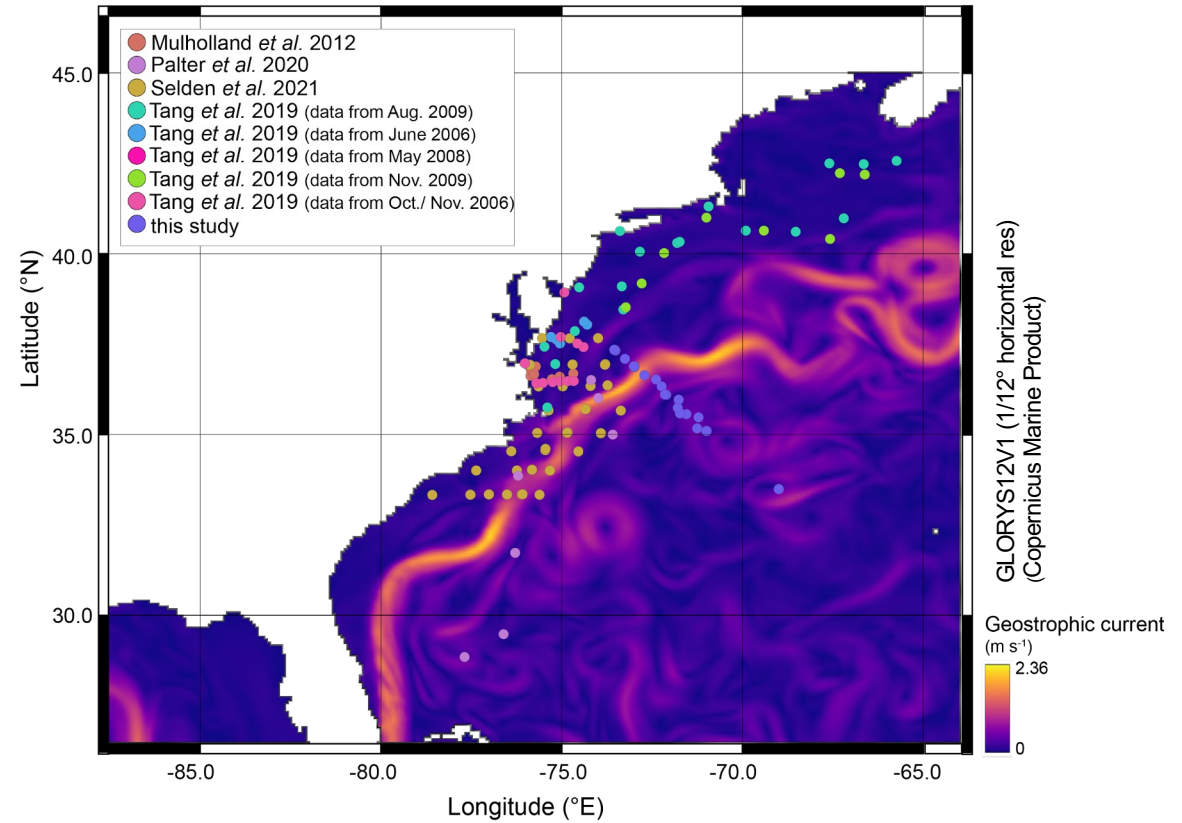 Mulholland et al. 2012
Palter et al. 2020
Selden et al. 2021
Tang et al. 2019 (data from Aug. 2009)
Tang et al. 2019 (data from June 2006)
Tang et al. 2019 (data from May 2008)
Tang et al. 2019 (data from Nov. 2009)
Tang et al. 2019 (data from Oct./ Nov. 2006)
this study
45.0
40.0
35.0
30.0
Latitude (°N)
-85.0
-80.0
-75.0
-70.0
-65.0
Longitude (°E)
GLORYS12V1 (1/12° horizontal res)
(Copernicus Marine Product)
Geostrophic current
(m s-1)
2.36
0